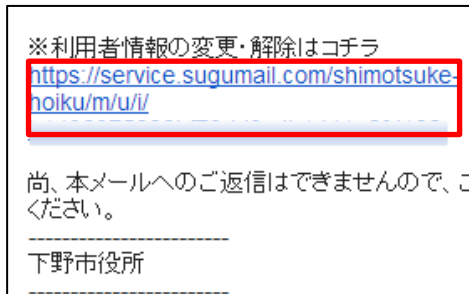 ※利用者情報の変更・解除はコチラ
https://service.sugumail.com/shimotsuke-
hoiku/m/u/i/
尚、本メールへのご返信はできませんので、こ
ください。
------------------------
下野市役所
------------------------